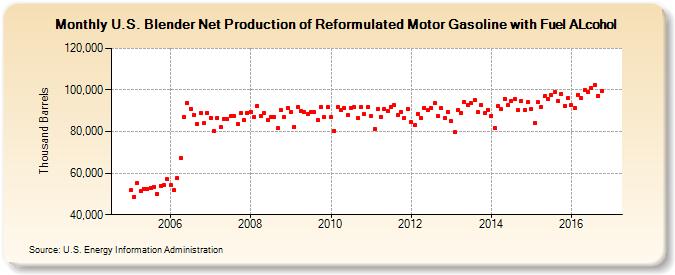 Monthly U.S. Blender Net Production of Reformulated Motor Gasoline with Fuel ALcohol
Thousand Barrels
120,000
100,000
80,000
60,000
40,000
2006 2008 2010 2012 2014 2016
Source: U.S. Energy Information Administration